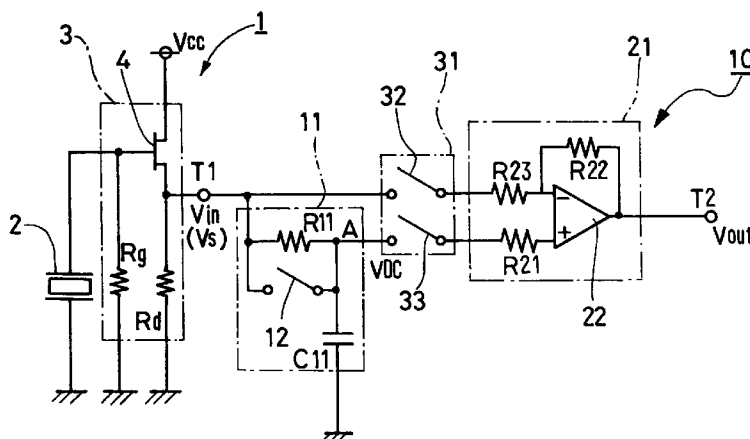 3
4
Vcc
1
11
32
31
21
10
T1
Vin
(Vs)
R11
A
R23
R22
T2
Vout
2
Rg
Rd
12
VDC
33
R21
22
C11
−
+